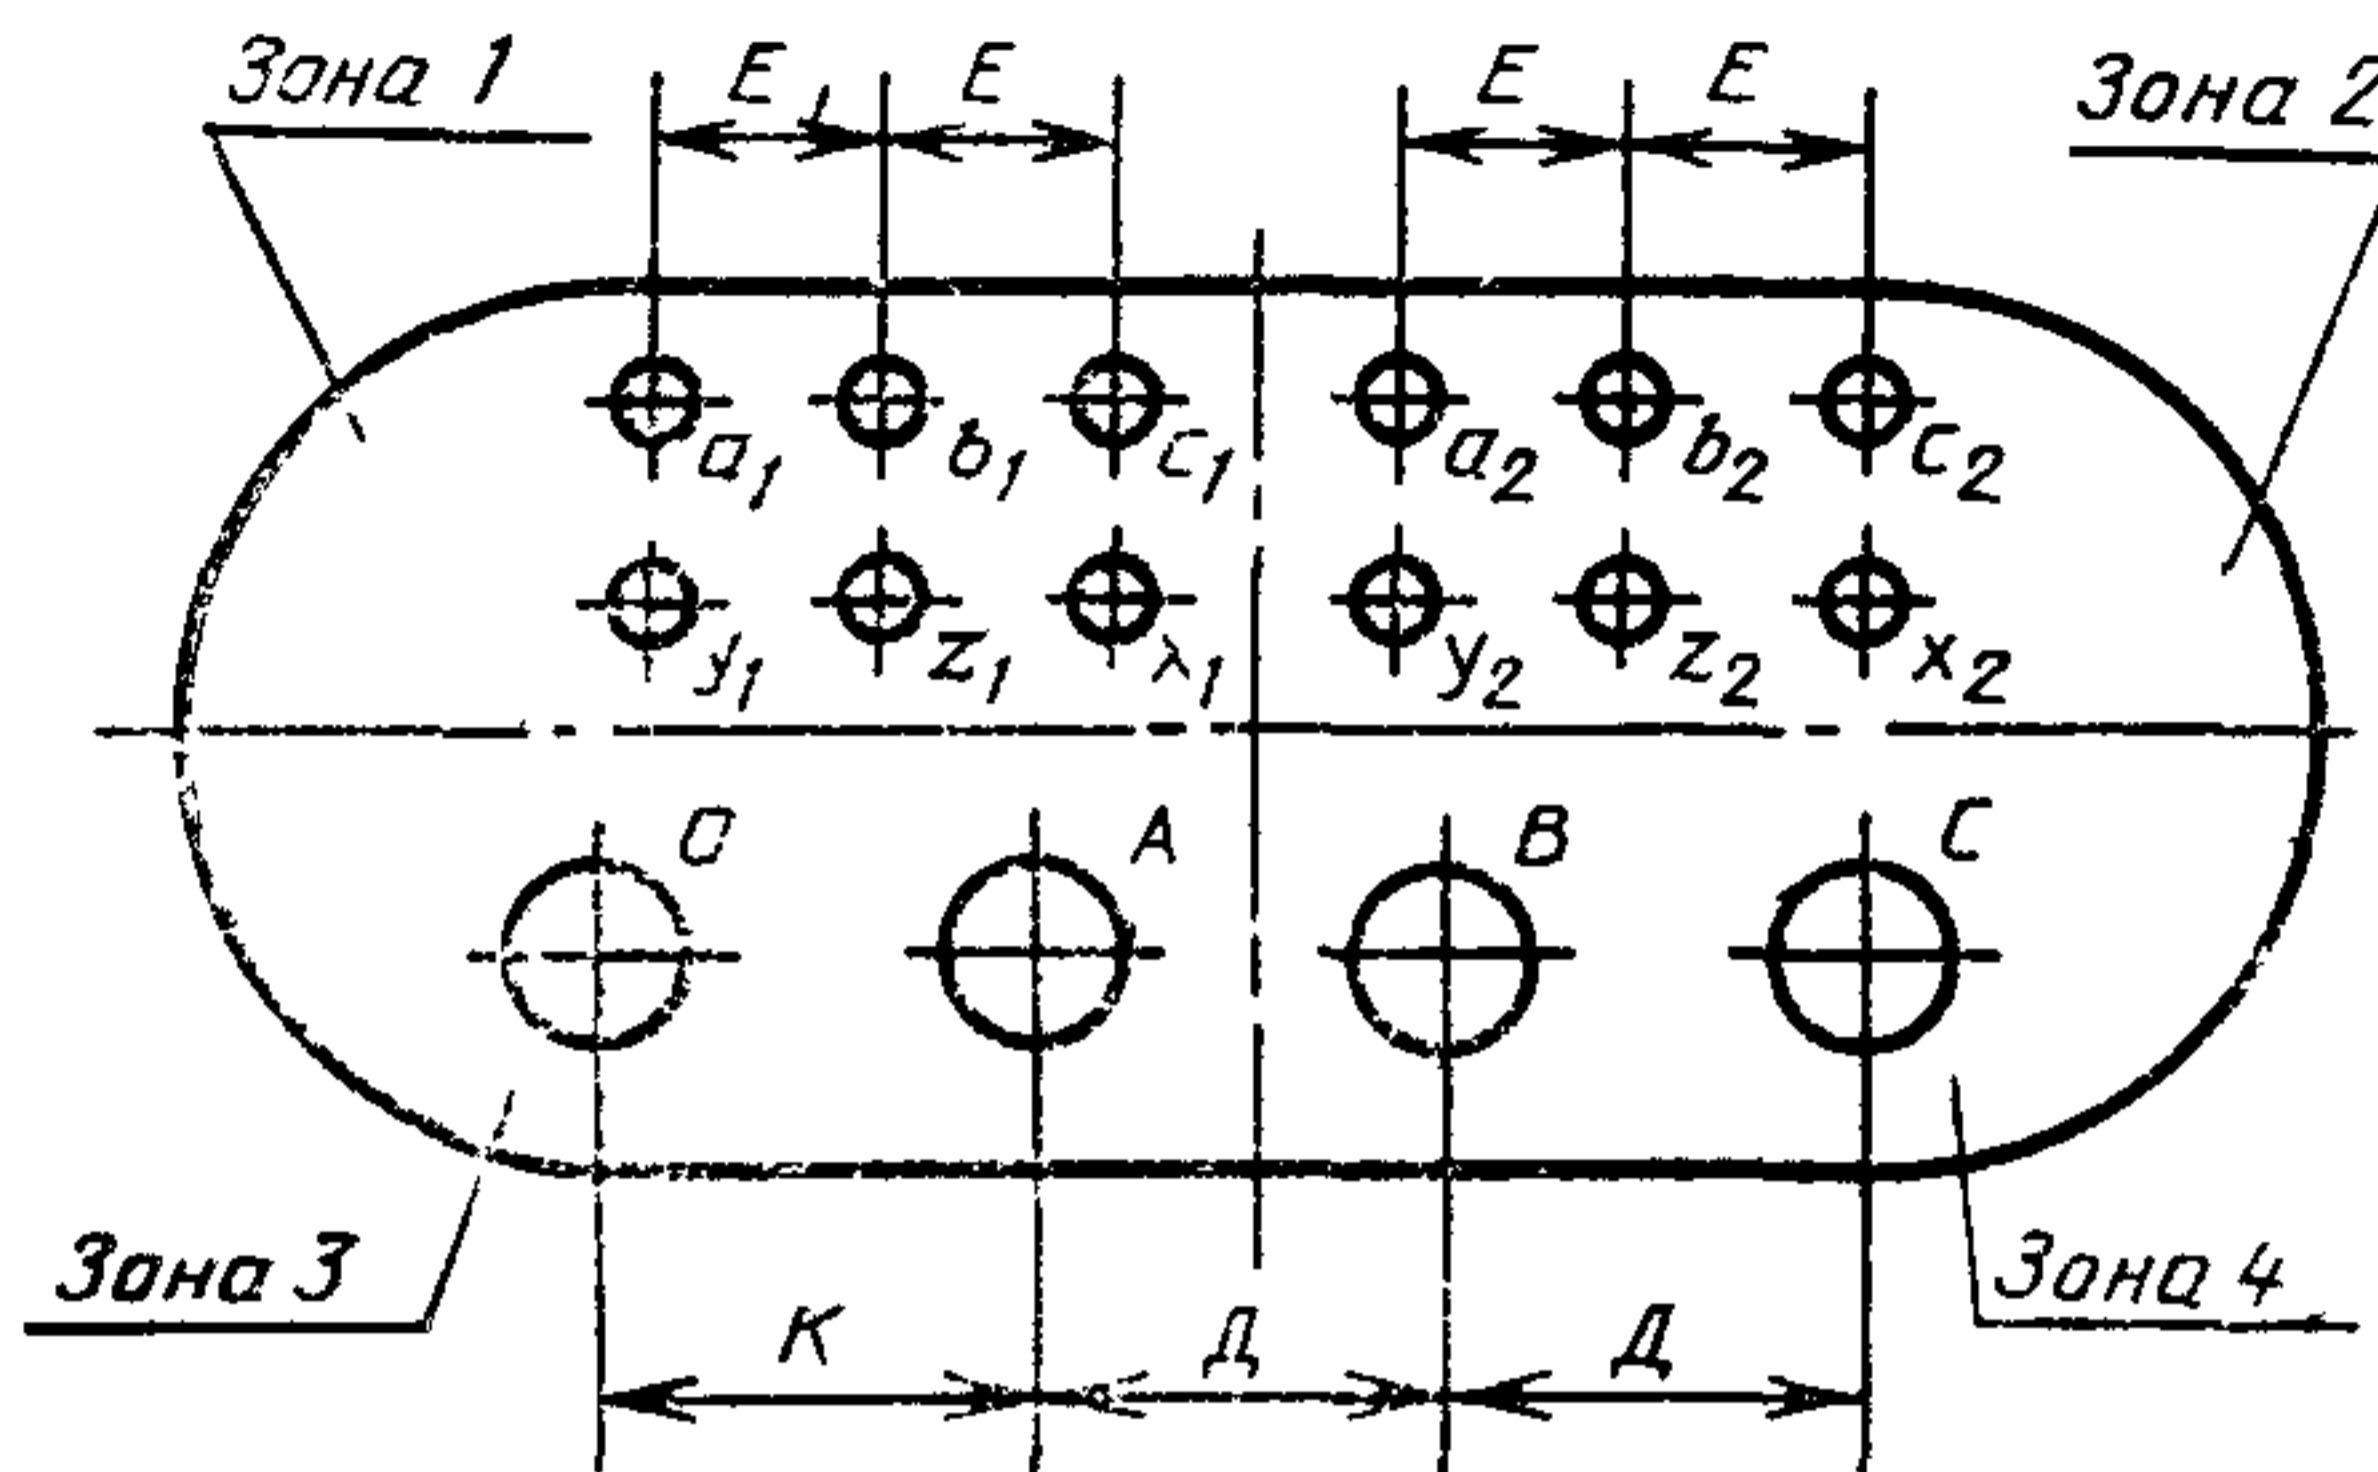 Зона 1 E E E E Зона 2
a1 b1 c1 a2 b2 c2
y1 z1 x1 y2 z2 x2
O A B C
Зона 3 К Д Д Зона 4